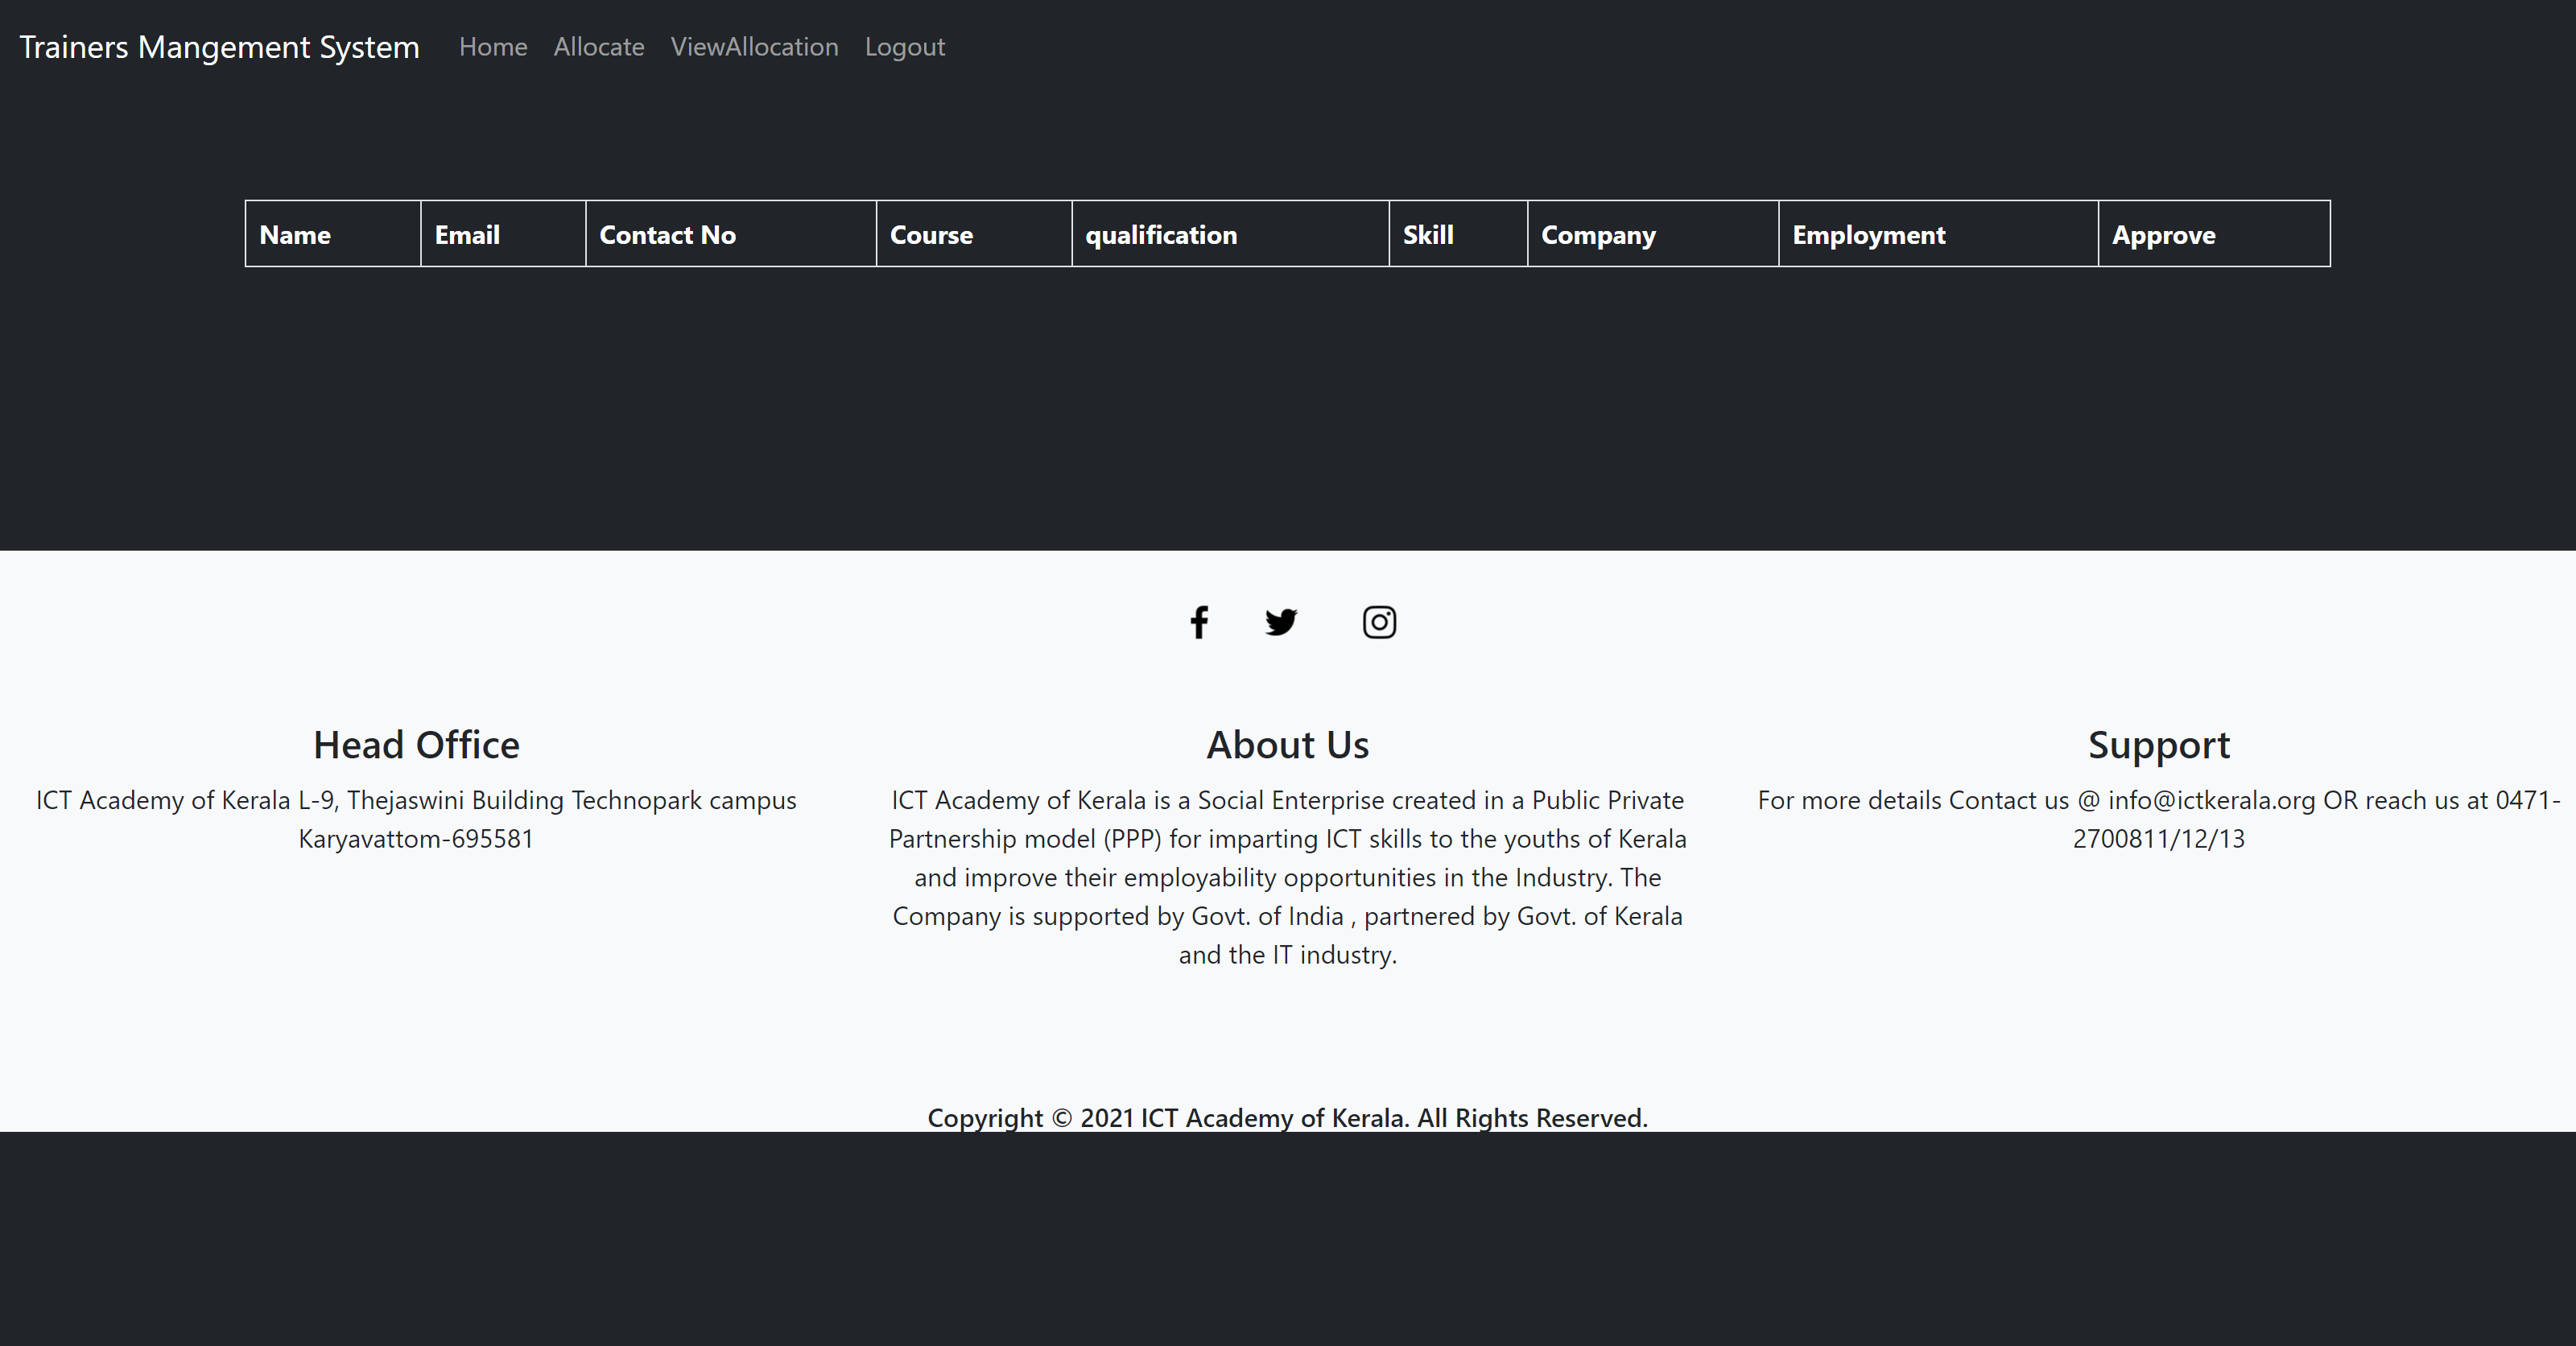 Trainers Mangement System Home Allocate ViewAllocation Logout
Name Email Contact No Course qualification Skill Company Employment Approve
Head Office
ICT Academy of Kerala L-9, Thejaswini Building Technopark campus
Karyavattom-695581
About Us
ICT Academy of Kerala is a Social Enterprise created in a Public Private
Partnership model (PPP) for imparting ICT skills to the youths of Kerala
and improve their employability opportunities in the Industry. The
Company is supported by Govt. of India , partnered by Govt. of Kerala
and the IT industry.
Support
For more details Contact us @ info@ictkerala.org OR reach us at 0471-
2700811/12/13
Copyright © 2021 ICT Academy of Kerala. All Rights Reserved.